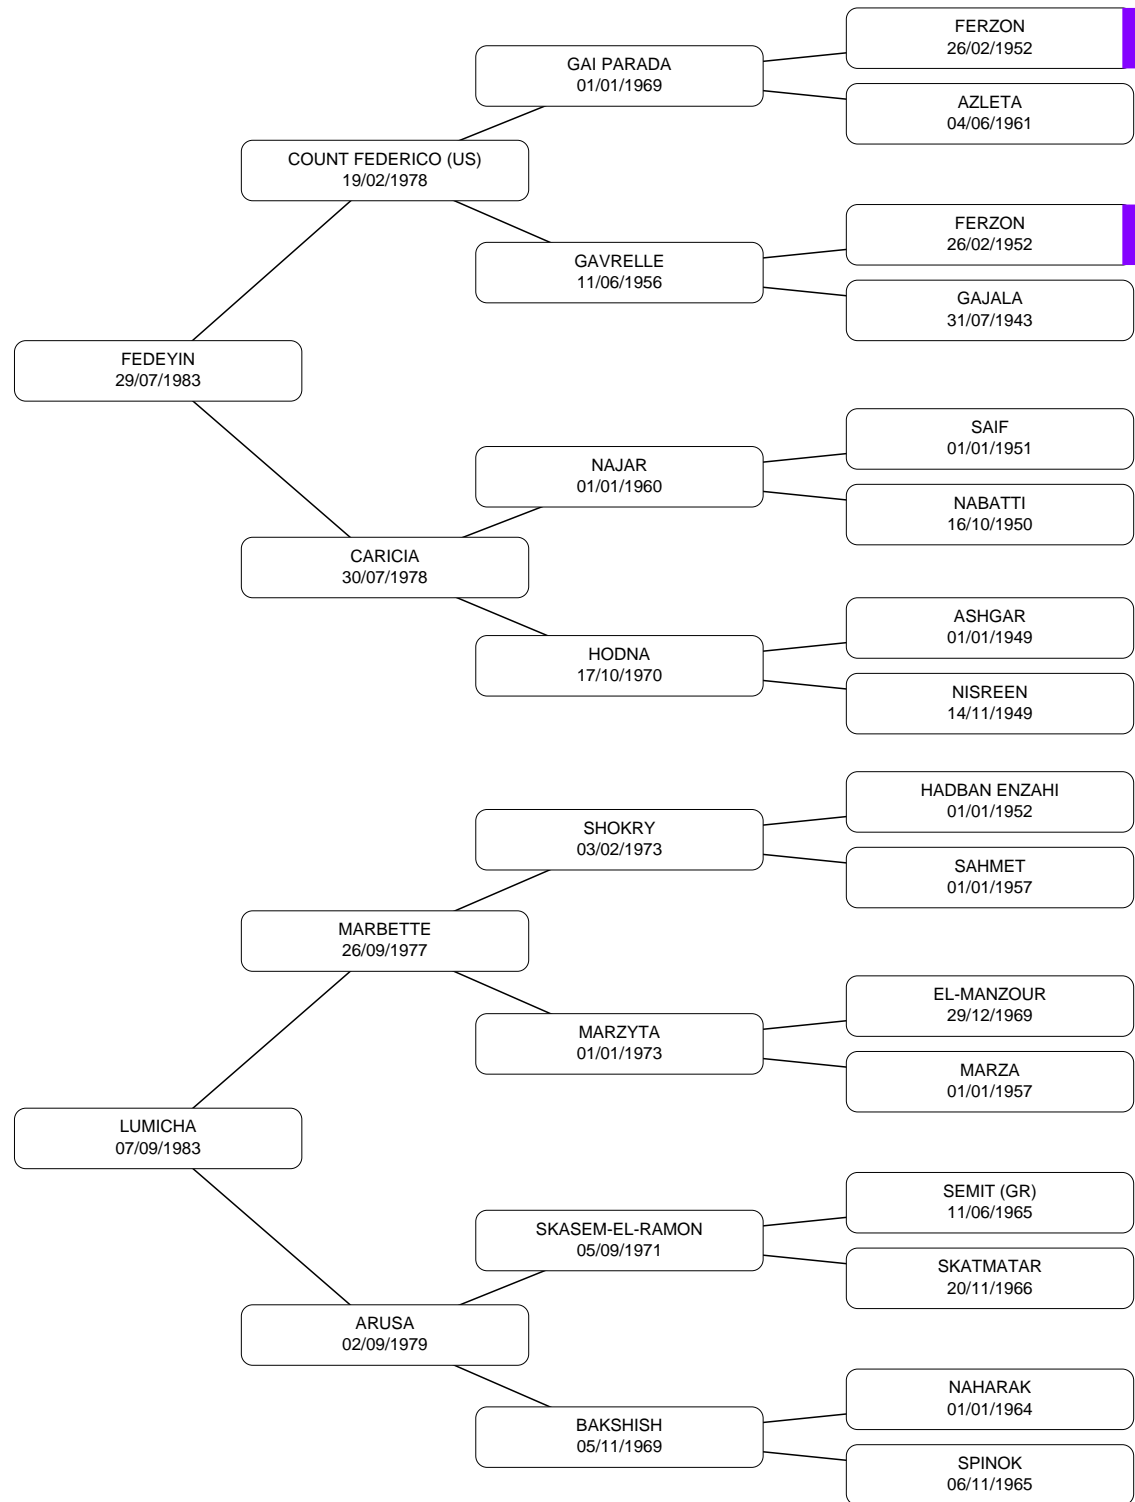 FERZON
26/02/1952
GAI PARADA
01/01/1969
AZLETA
04/06/1961
COUNT FEDERICO (US)
19/02/1978
FERZON
26/02/1952
GAVRELLE
11/06/1956
GAJALA
31/07/1943
FEDEYIN
29/07/1983
SAIF
01/01/1951
NAJAR
01/01/1960
NABATTI
16/10/1950
CARICIA
30/07/1978
ASHGAR
01/01/1949
HODNA
17/10/1970
NISREEN
14/11/1949
HADBAN ENZAHI
01/01/1952
SHOKRY
03/02/1973
SAHMET
01/01/1957
MARBETTE
26/09/1977
EL-MANZOUR
29/12/1969
MARZYTA
01/01/1973
MARZA
01/01/1957
LUMICHA
07/09/1983
SEMIT (GR)
11/06/1965
SKASEM-EL-RAMON
05/09/1971
SKATMATAR
20/11/1966
ARUSA
02/09/1979
NAHARAK
01/01/1964
BAKSHISH
05/11/1969
SPINOK
06/11/1965